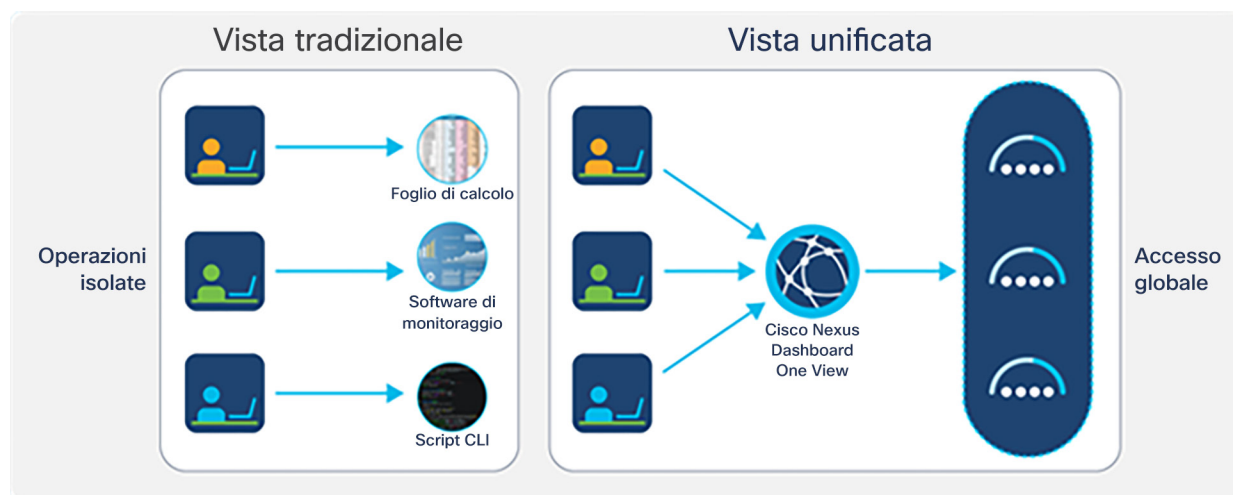 Vista tradizionale
Vista unificata
Operazioni
isolate
Foglio di calcolo
Software di
monitoraggio
Script CLI
Cisco Nexus
Dashboard
One View
Accesso
globale